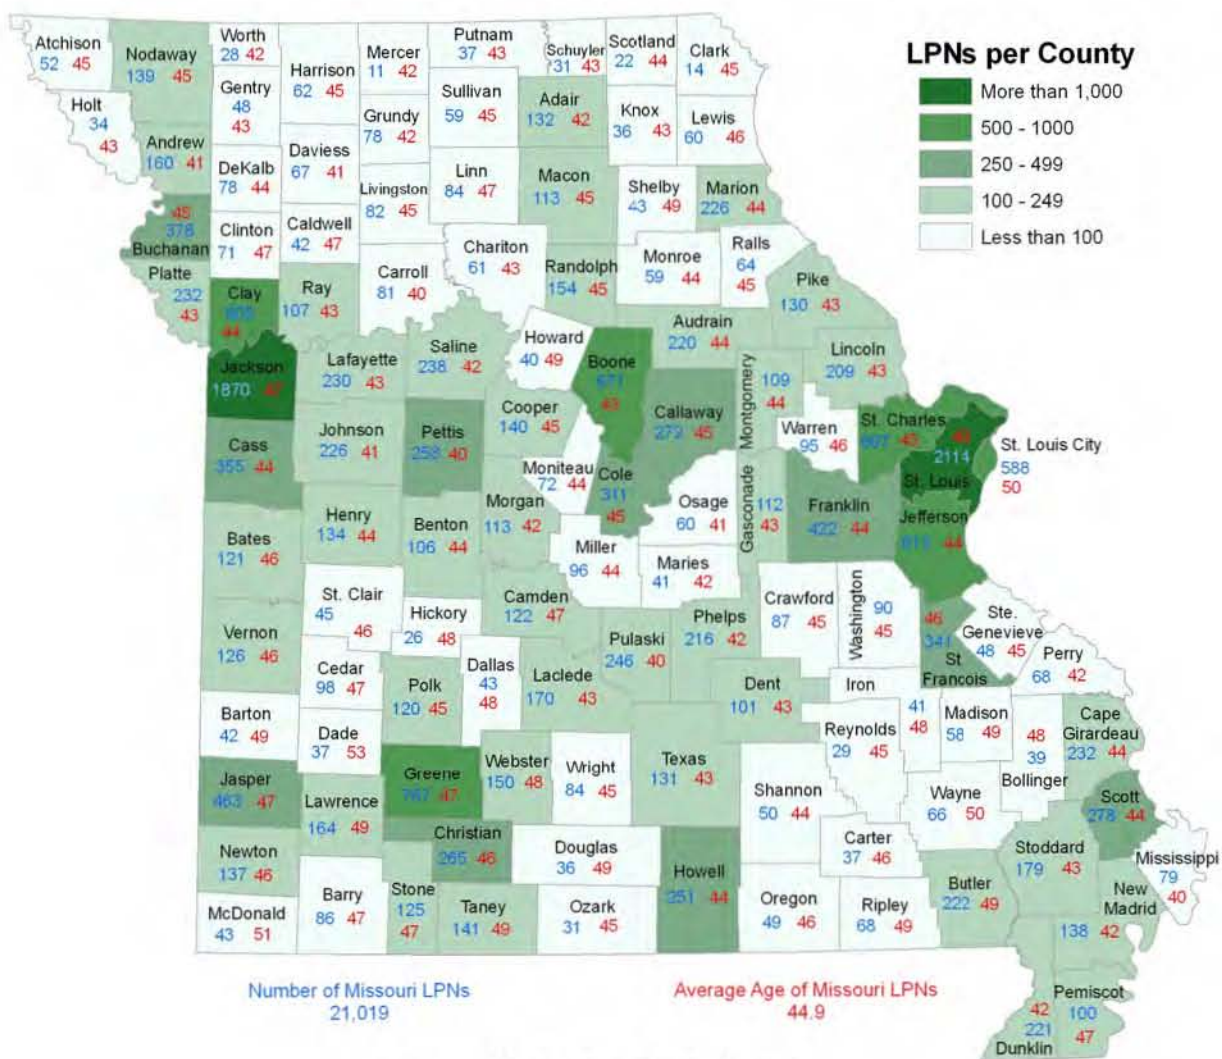 LPNs per County
More than 1,000
500 - 1000
250 - 499
100 - 249
Less than 100
Atchison
52 45
Nodaway
139 45
Worth
28 42
Harrison
62 45
Mercer
11 42
Putnam
37 43
Schuyler
31 43
Scotland
22 44
Clark
14 45
Holt
34
43
Gentry
48
43
Grundy
78 42
Sullivan
59 45
Adair
132 42
Knox
36 43
Lewis
60 46
Andrew
160 41
DeKalb
78 44
Daviess
67 41
Livingston
82 45
Linn
84 47
Macon
113 45
Shelby
43 49
Marion
226 44
45
378
Buchanan
Clinton
71 47
Caldwell
42 47
Carroll
81 40
Chariton
61 43
Randolph
154 45
Monroe
59 44
Ralls
64
45
Pike
130 43
Platte
232
43
Clay
44
Ray
107 43
Howard
40 49
Boone
43
Audrain
220 44
Montgomery
109
44
Lincoln
209 43
Jackson
1870 47
Lafayette
230 43
Saline
238 42
Cooper
140 45
Callaway
45
Warren
95 46
St. Charles
43
2114
St. Louis
St. Louis City
588
50
Cass
355 44
Johnson
226 41
Pettis
258 40
Moniteau
72 44
Cole
311
45
Osage
60 41
Gasconade
112
43
Franklin
422 44
Jefferson
44
Bates
121 46
Henry
134 44
Benton
106 44
Morgan
113 42
Miller
96 44
Maries
41 42
Vernon
126 46
St. Clair
45
46
Hickory
26 48
Camden
122 47
Pulaski
246 40
Phelps
216 42
Crawford
87 45
Washington
90
45
46
341
St
Francois
Ste.
Genevieve
48 45
Perry
68 42
Cedar
98 47
Polk
120 45
Dallas
43
48
Laclede
170 43
Dent
101 43
Iron
41
48
Madison
58 49
48
39
Bollinger
Cape
Girardeau
232 44
Barton
42 49
Dade
37 53
Greene
767 47
Webster
150 48
Wright
84 45
Texas
131 43
Reynolds
29 45
Shannon
50 44
Wayne
66 50
Scott
278 44
Jasper
463 47
Lawrence
164 49
Christian
265 46
Douglas
36 49
Howell
251 44
Carter
37 46
Stoddard
179 43
Mississippi
79
40
Newton
137 46
Barry
86 47
Stone
125
47
Taney
141 49
Ozark
31 45
Oregon
49 46
Ripley
68 49
Butler
222 49
New
Madrid
138 42
McDonald
43 51
Pemiscot
100
47
42
221
Dunklin
Number of Missouri LPNs
21,019
Average Age of Missouri LPNs
44.9